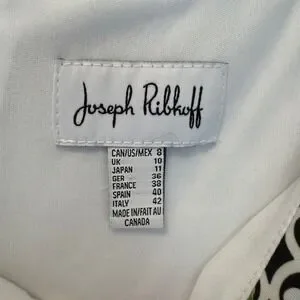 Joseph Ribkoff
CAN/US/MEX 8
UK 10
JAPAN 11
GER 36
FRANCE 38
SPAIN 40
ITALY 42
MADE IN/FAIT AU
CANADA